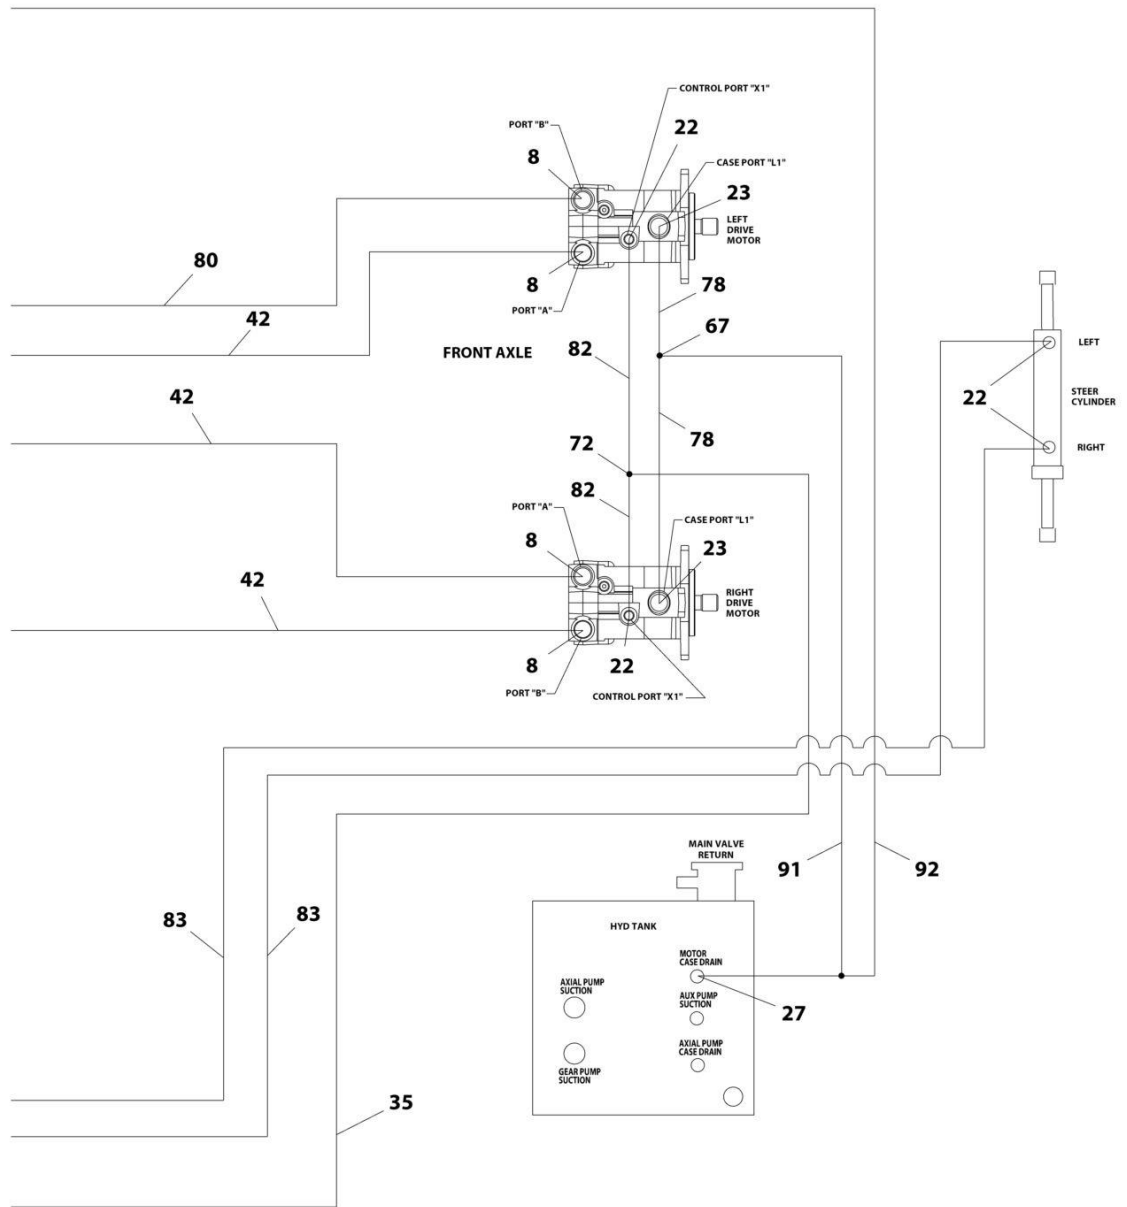 CONTROL PORT "X1"
PORT "B"
22
8
CASE PORT "L1"
23
LEFT
DRIVE
MOTOR
80
8
PORT "A"
78
42
67
FRONT AXLE
82
LEFT
22
STEER
CYLINDER
RIGHT
42
78
72
82
PORT "A"
CASE PORT "L1"
8
23
42
RIGHT
DRIVE
MOTOR
8
22
PORT "B"
CONTROL PORT "X1"
MAIN VALVE
RETURN
91
92
83
83
HYD TANK
MOTOR
CASE DRAIN
AXIAL PUMP
SUCTION
AUX PUMP
SUCTION
27
AXIAL PUMP
CASE DRAIN
GEAR PUMP
SUCTION
35